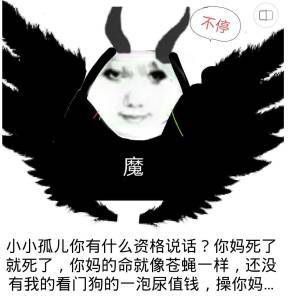 不停
魔
小小孤儿你有什么资格说话？你妈死了
就死了，你妈的命就像苍蝇一样，还没
有我的看门狗的一泡尿值钱，操你妈...